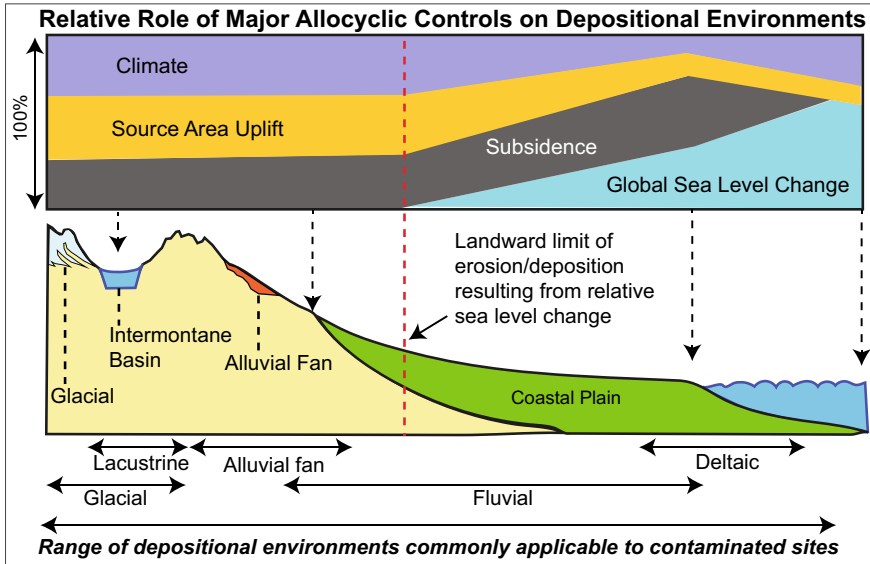 Relative Role of Major Allocyclic Controls on Depositional Environments
100%
Climate
Source Area Uplift
Subsidence
Global Sea Level Change
Landward limit of
erosion/deposition
resulting from relative
sea level change
Intermontane
Basin
Alluvial Fan
Glacial
Coastal Plain
Lacustrine
Alluvial fan
Deltaic
Glacial
Fluvial
Range of depositional environments commonly applicable to contaminated sites